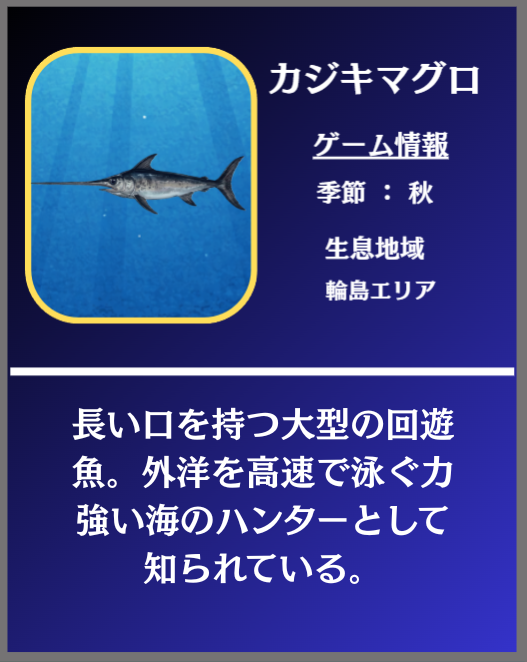 カジキマグロ
ゲーム情報
季節 : 秋
生息地域
輪島エリア
長い口を持つ大型の回遊
魚。外洋を高速で泳ぐ力
強い海のハンターとして
知られている。